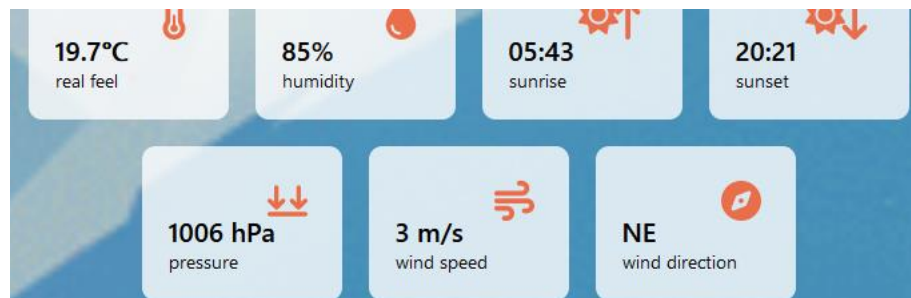 19.7°C
real feel
85%
humidity
05:43
sunrise
20:21
sunset
1006 hPa
pressure
3 m/s
wind speed
NE
wind direction